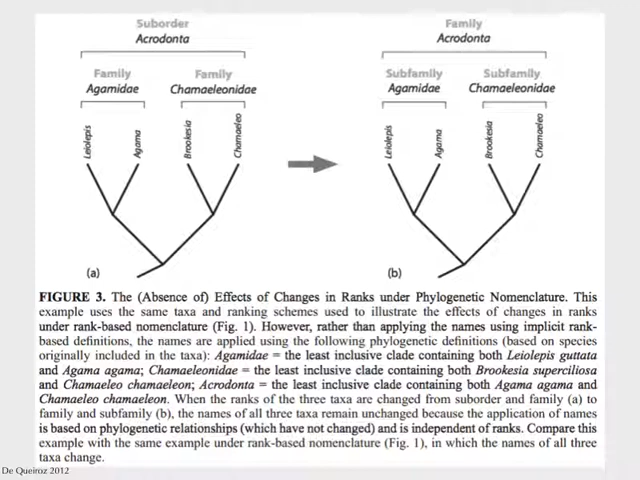 Suborder
Acrodonta
Family
Agamidae
Family
Chamaeleonidae
Leiolepis
Agama
Brookesia
Chamaeleo
(a)
Family
Acrodonta
Subfamily
Agamidae
Subfamily
Chamaeleonidae
Leiolepis
Agama
Brookesia
Chamaeleo
(b)
FIGURE 3. The (Absence of) Effects of Changes in Ranks under Phylogenetic Nomenclature. This
example uses the same taxa and ranking schemes used to illustrate the effects of changes in ranks
under rank-based nomenclature (Fig. 1). However, rather than applying the names using implicit rank-
based definitions, the names are applied using the following phylogenetic definitions (based on species
originally included in the taxa): Agamidae = the least inclusive clade containing both Leiolepis guttata
and Agama agama; Chamaeleonidae = the least inclusive clade containing both Brookesia superciliosa
and Chamaeleo chamaeleon; Acrodonta = the least inclusive clade containing both Agama agama and
Chamaeleo chamaeleon. When the ranks of the three taxa are changed from suborder and family (a) to
family and subfamily (b), the names of all three taxa remain unchanged because the application of names
is based on phylogenetic relationships (which have not changed) and is independent of ranks. Compare this
example with the same example under rank-based nomenclature (Fig. 1), in which the names of all three
taxa change.
De Queiroz 2012